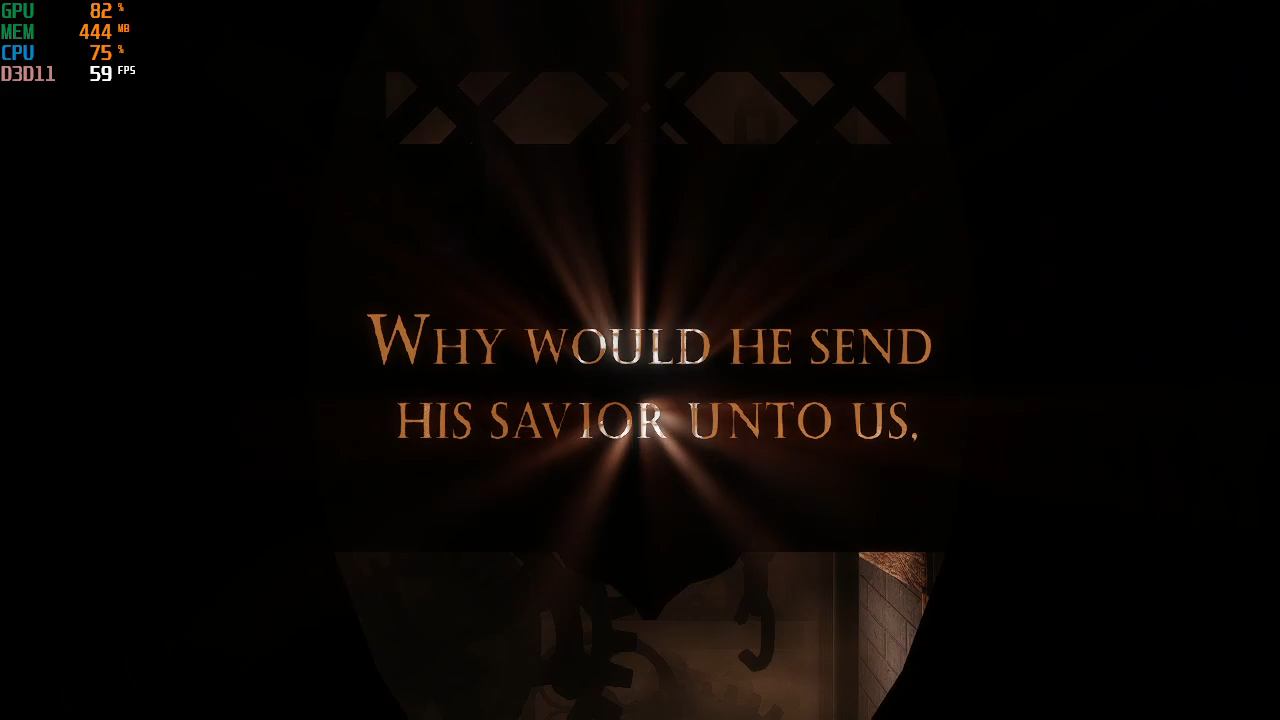 GPU 82 %
MEM 444 MB
CPU 75 %
D3D11 59 FPS
WHY WOULD HE SEND
HIS SAVIOR UNTO US,